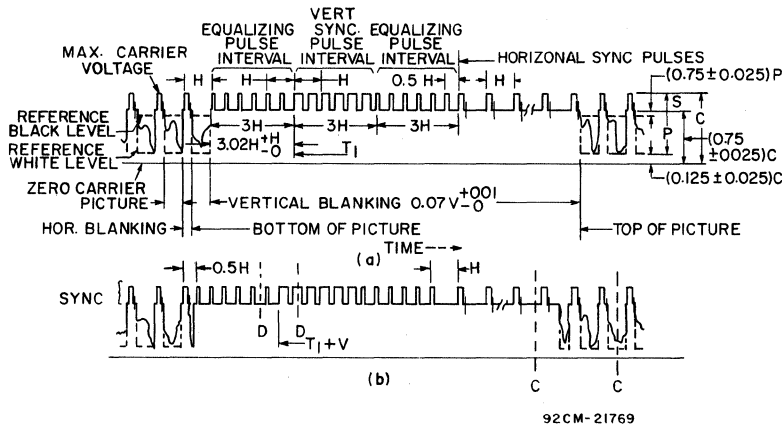 EQUALIZING
PULSE
INTERVAL
VERT
SYNC.
PULSE
INTERVAL
EQUALIZING
PULSE
INTERVAL
MAX. CARRIER
VOLTAGE
HORIZONAL SYNC PULSES
H
H
H
0.5 H
H
(0.75±0.025)P
S
C
P
REFERENCE
BLACK LEVEL
REFERENCE
WHITE LEVEL
3H
3H
3H
3.02H +H -0
T1
(0.75
±0025)C
(0.125±0.025)C
ZERO CARRIER
PICTURE
VERTICAL BLANKING 0.07V +001 -0
HOR. BLANKING
BOTTOM OF PICTURE
TOP OF PICTURE
TIME
(a)
0.5H
H
SYNC
D
D
T1+V
(b)
C
C
92CM-21769